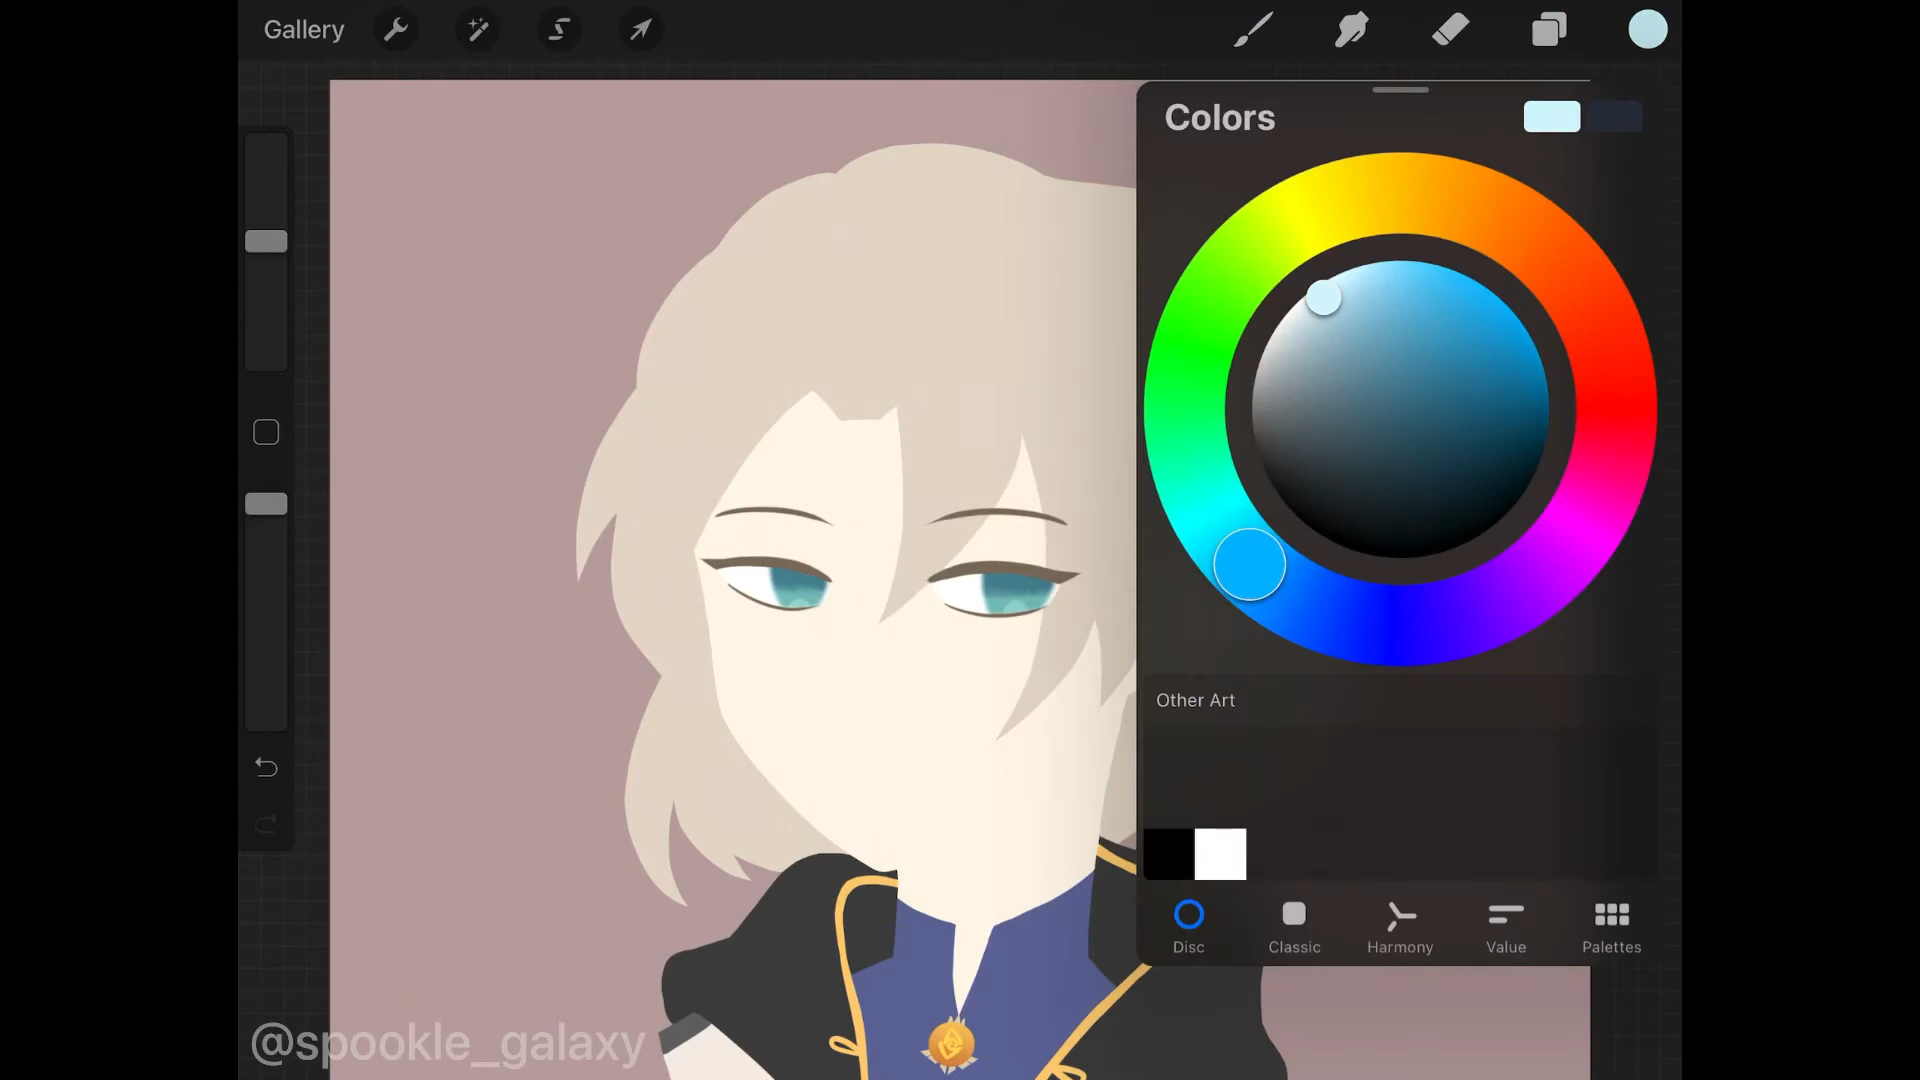 Gallery
Colors
Other Art
Disc
Classic
Harmony
Value
Palettes
@spookle_galaxy